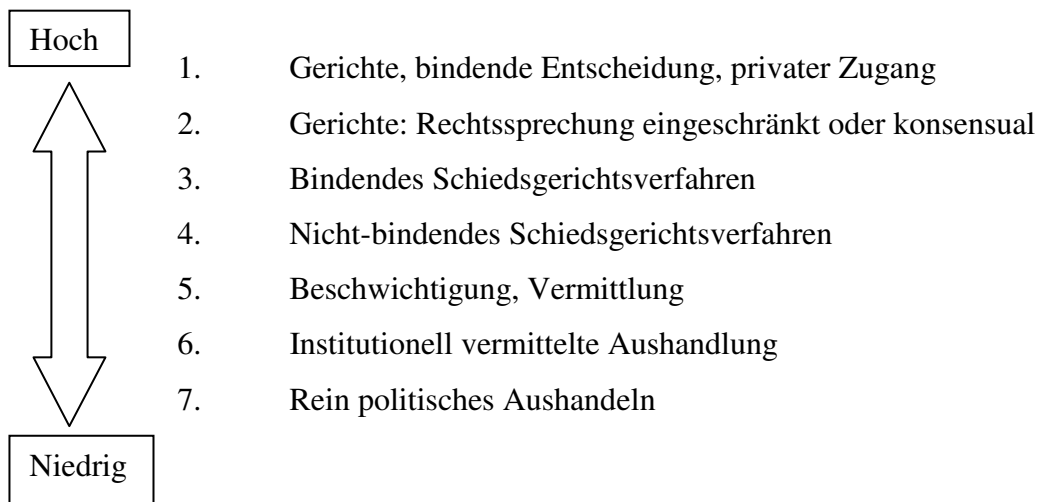 Hoch
1. Gerichte, bindende Entscheidung, privater Zugang
2. Gerichte: Rechtssprechung eingeschränkt oder konsensual
3. Bindendes Schiedsgerichtsverfahren
4. Nicht-bindendes Schiedsgerichtsverfahren
5. Beschwichtigung, Vermittlung
6. Institutionell vermittelte Aushandlung
7. Rein politisches Aushandeln
Niedrig